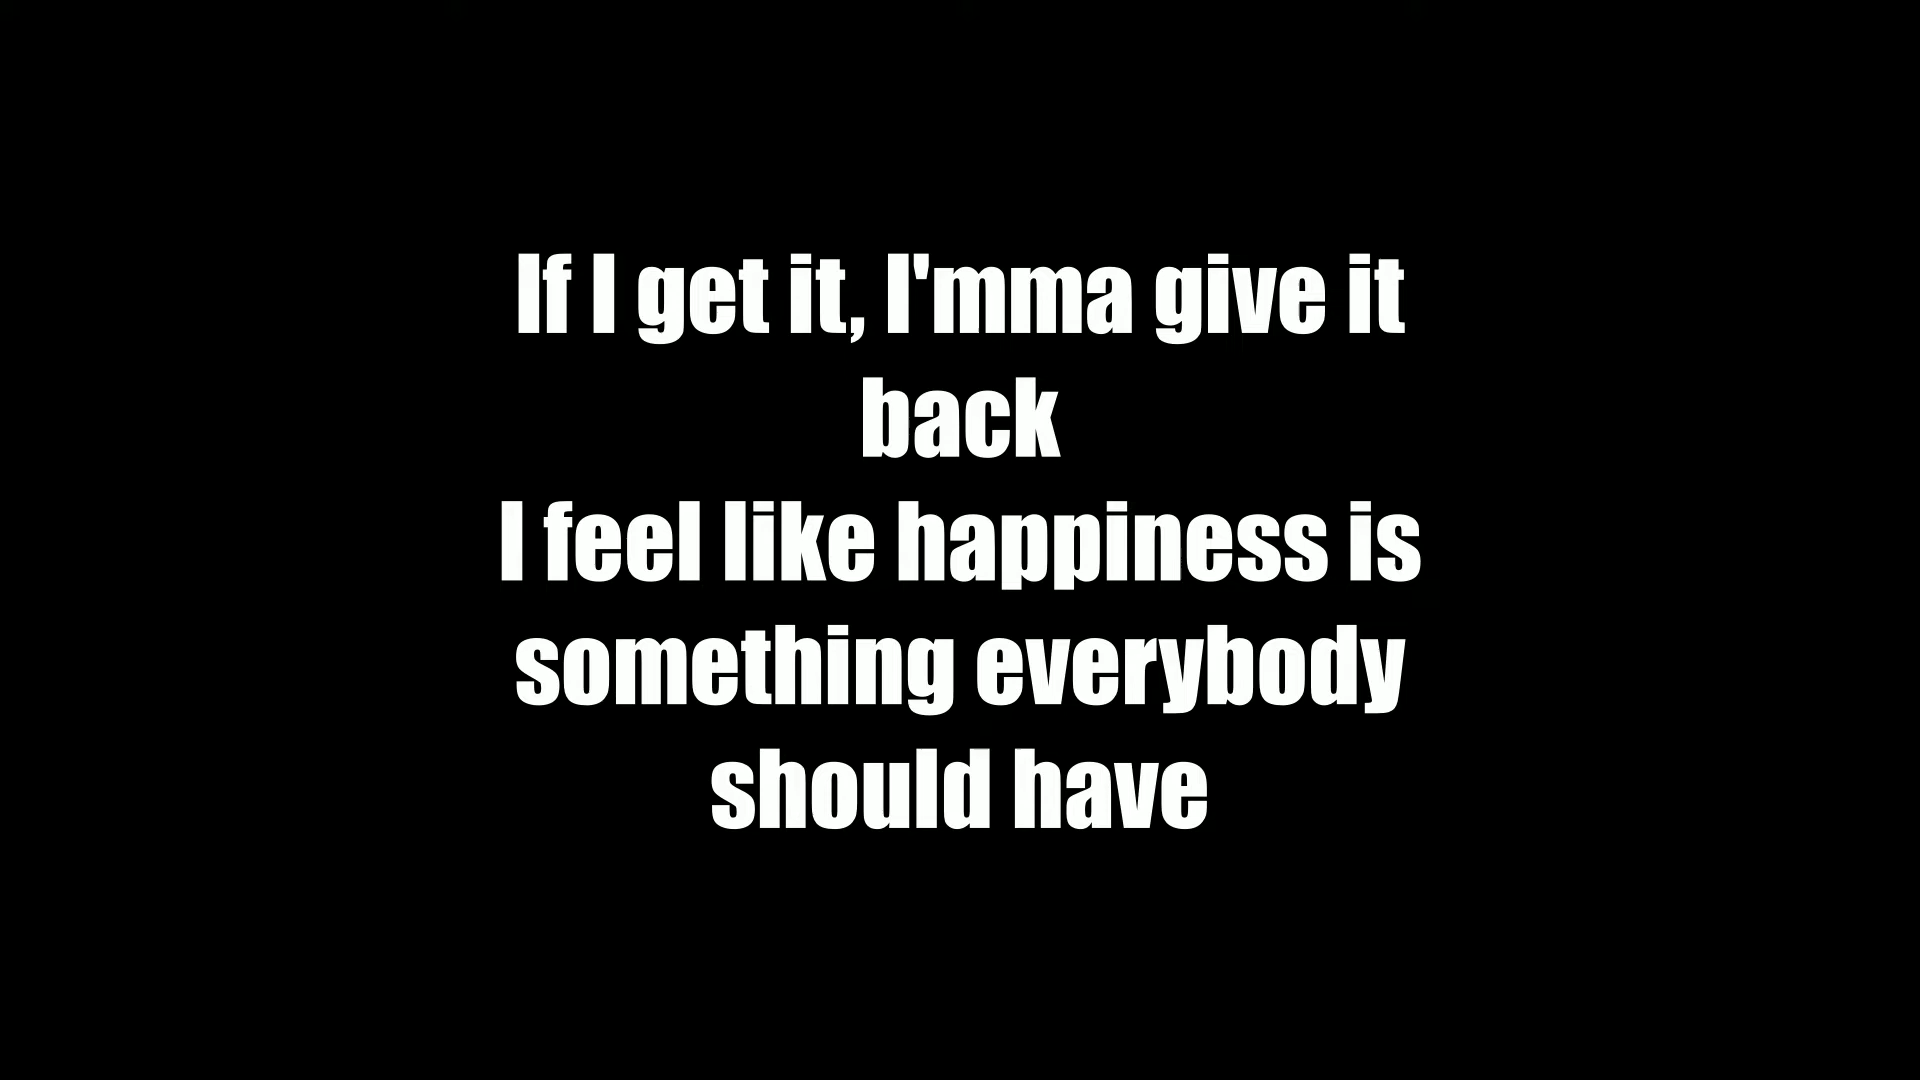 If I get it, I'mma give it
back
I feel like happiness is
something everybody
should have